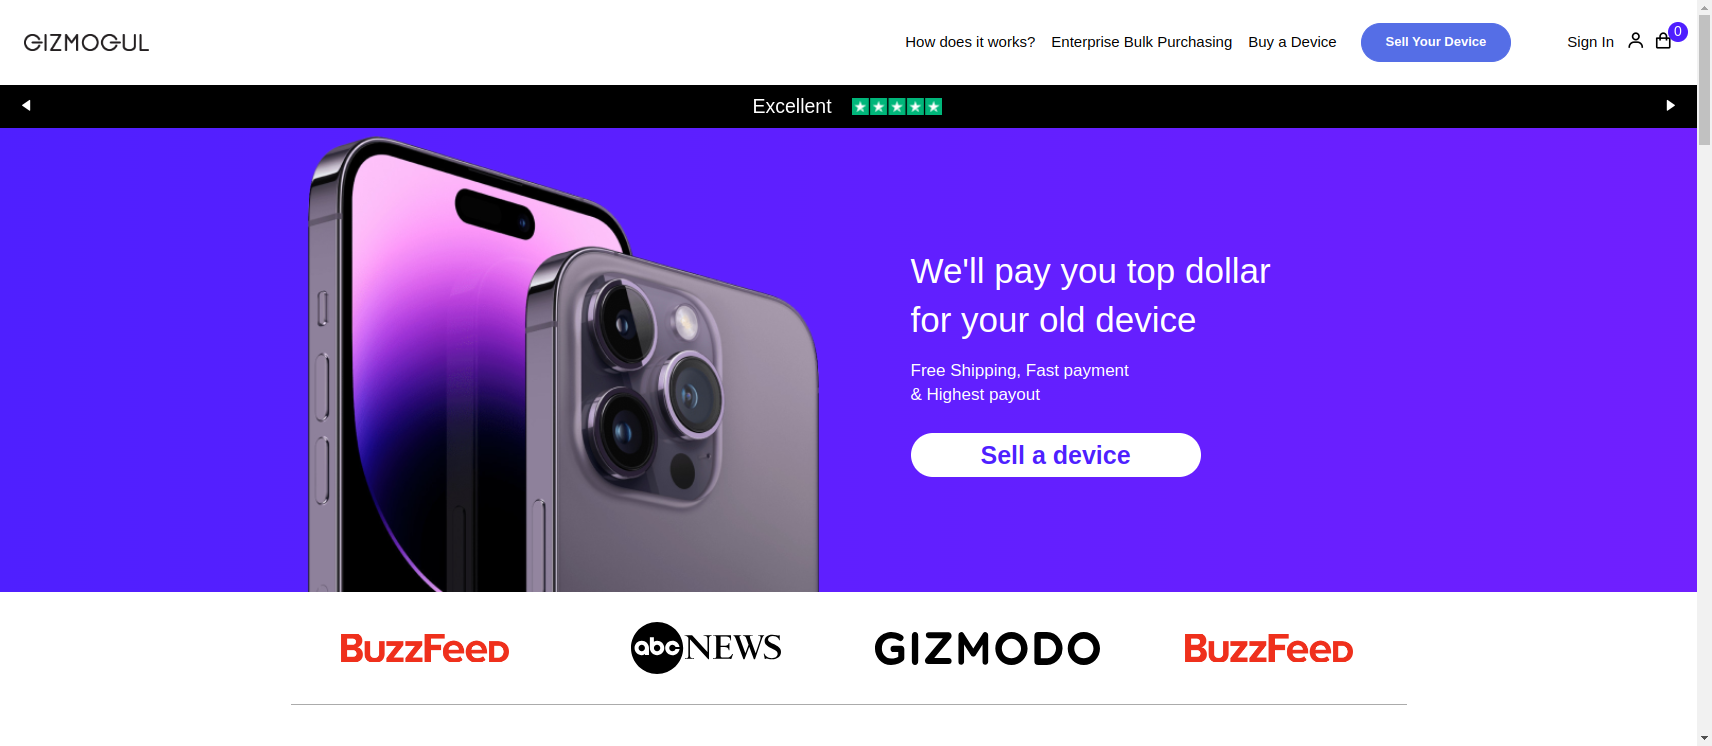 GIZMOGUL
How does it works? Enterprise Bulk Purchasing Buy a Device Sell Your Device Sign In 0
Excellent
We'll pay you top dollar
for your old device
Free Shipping, Fast payment
& Highest payout
Sell a device
BuzzFeed abc NEWS GIZMODO BuzzFeed